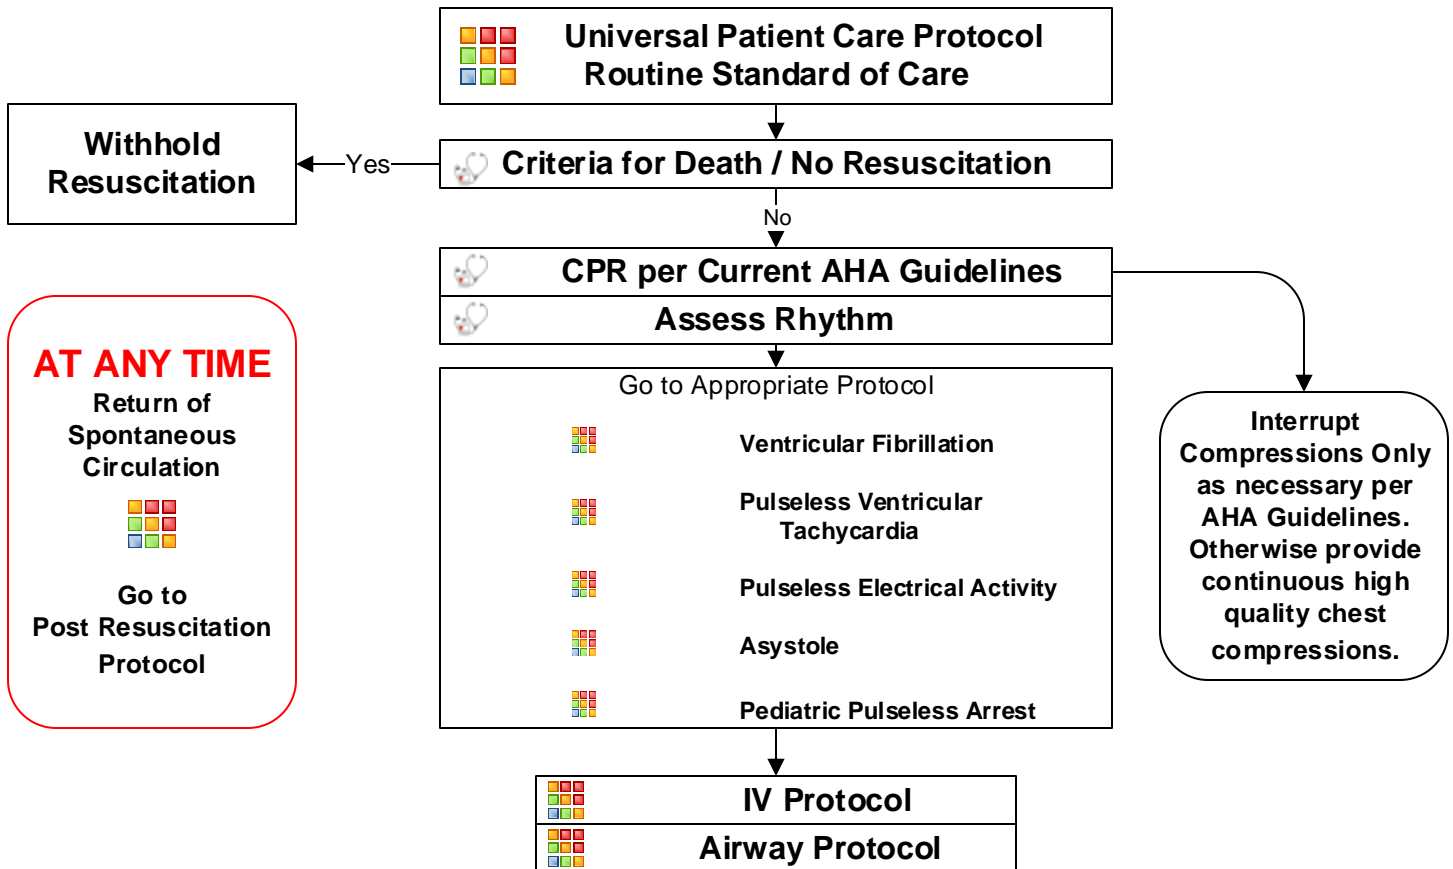 Universal Patient Care Protocol
Routine Standard of Care
Withhold
Resuscitation
Yes
Criteria for Death / No Resuscitation
No
CPR per Current AHA Guidelines
Assess Rhythm
AT ANY TIME
Return of
Spontaneous
Circulation
Go to
Post Resuscitation
Protocol
Go to Appropriate Protocol
Ventricular Fibrillation
Pulseless Ventricular
Tachycardia
Pulseless Electrical Activity
Asystole
Pediatric Pulseless Arrest
Interrupt
Compressions Only
as necessary per
AHA Guidelines.
Otherwise provide
continuous high
quality chest
compressions.
IV Protocol
Airway Protocol